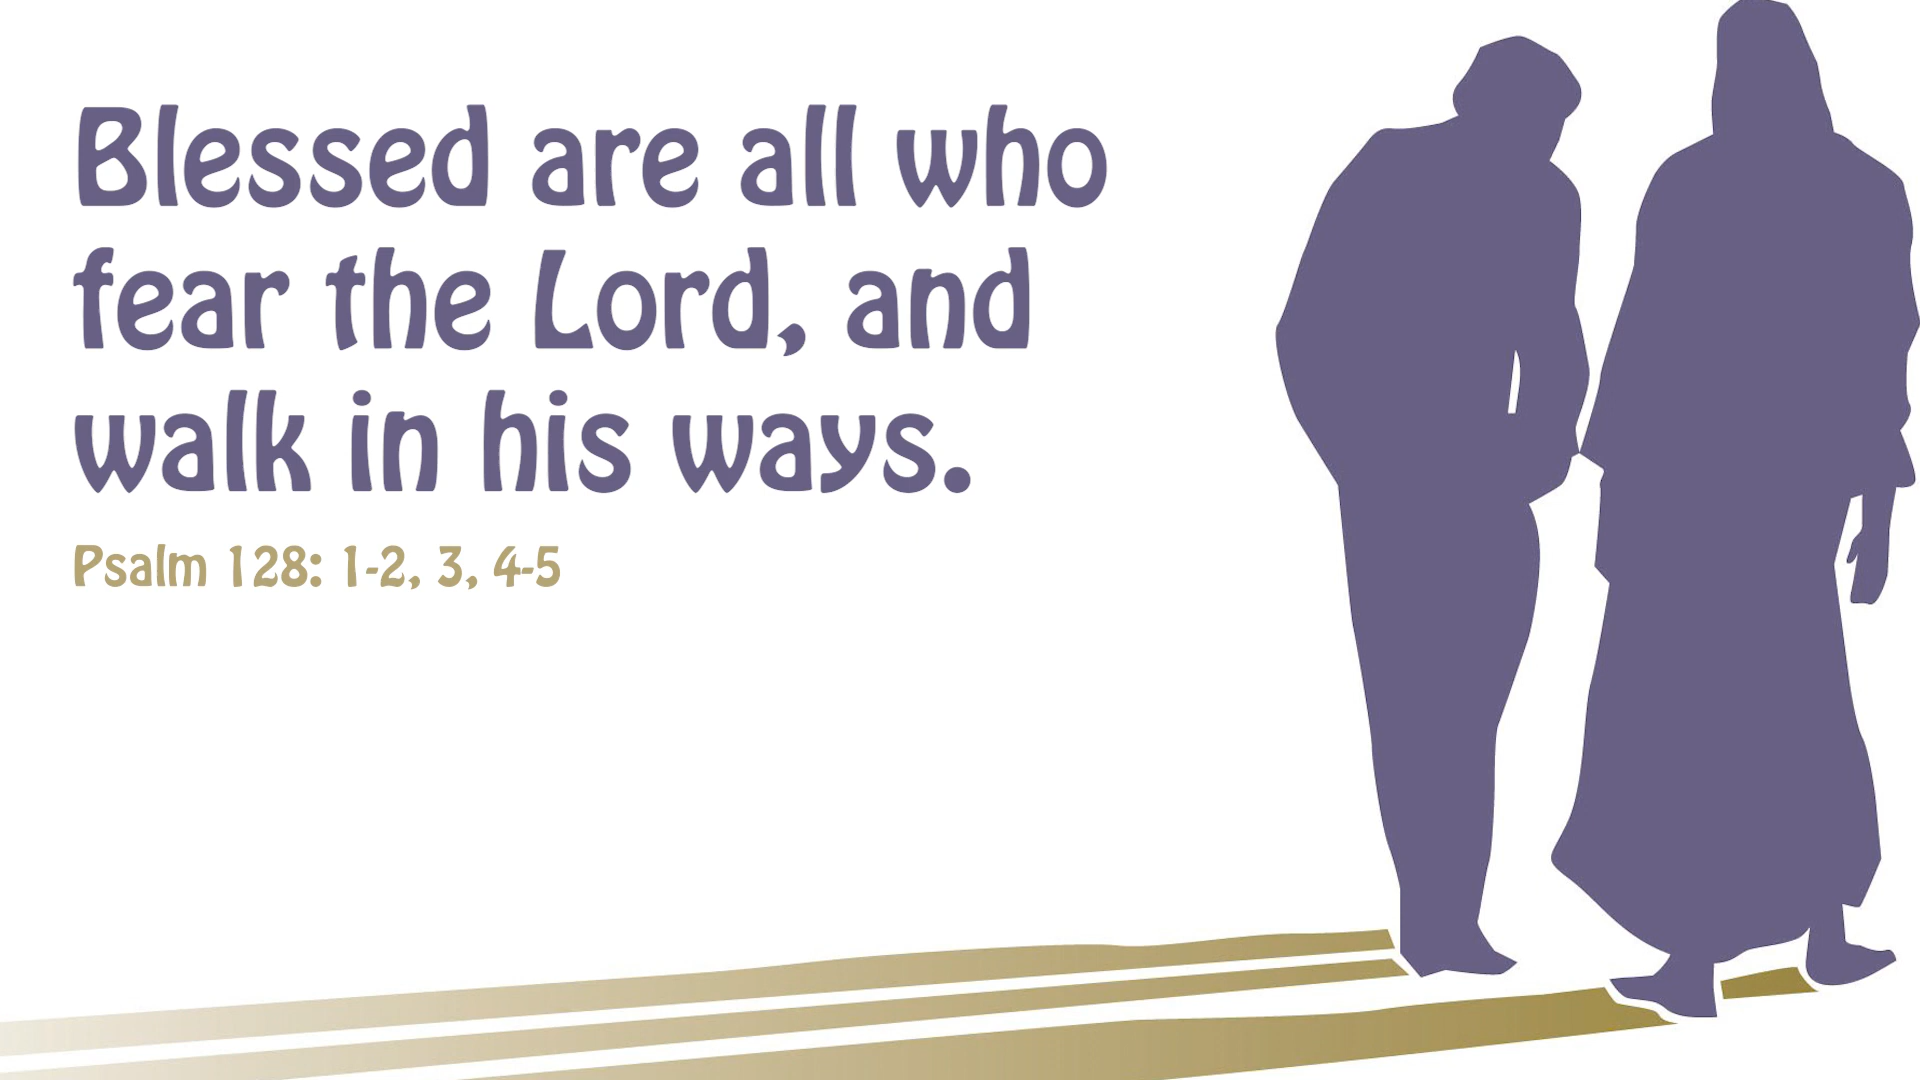 Blessed are all who
fear the Lord, and
walk in his ways.
Psalm 128: 1-2, 3, 4-5